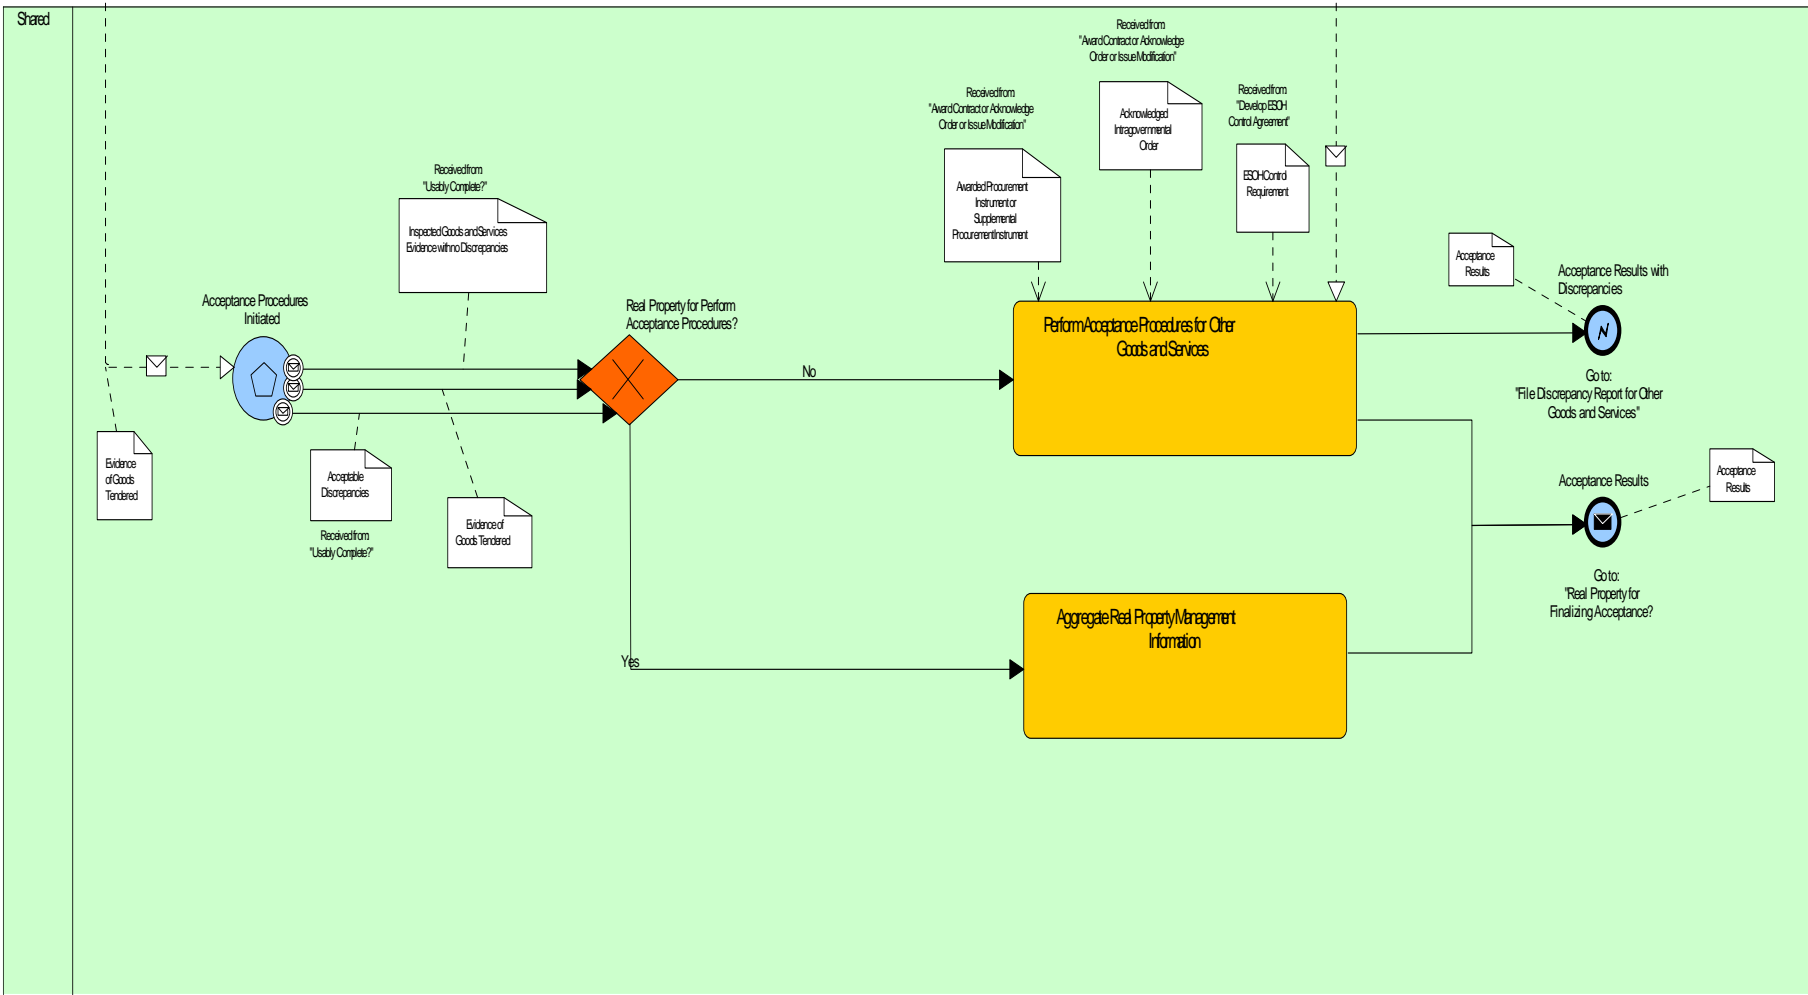 Shared
Received from:
"Award Contract or Acknowledge
Order or Issue Modification"
Acknowledged
Intragovernmental
Order
Received from:
"Award Contract or Acknowledge
Order or Issue Modification"
Awarded Procurement
Instrument or
Supplemental
Procurement Instrument
Received from:
"Develop ESOH
Control Agreement"
ESOH Control
Requirement
Received from:
"Usably Complete?"
Inspected Goods and Services
Evidence with no Discrepancies
Acceptance Procedures
Initiated
Real Property for Perform
Acceptance Procedures?
Perform Acceptance Procedures for Other
Goods and Services
Acceptance
Results
Acceptance Results with
Discrepancies
Go to:
"File Discrepancy Report for Other
Goods and Services"
No
Evidence
of Goods
Tendered
Acceptable
Discrepancies
Received from:
"Usably Complete?"
Evidence of
Goods Tendered
Acceptance Results
Acceptance
Results
Go to:
"Real Property for
Finalizing Acceptance?
Aggregate Real Property Management
Information
Yes